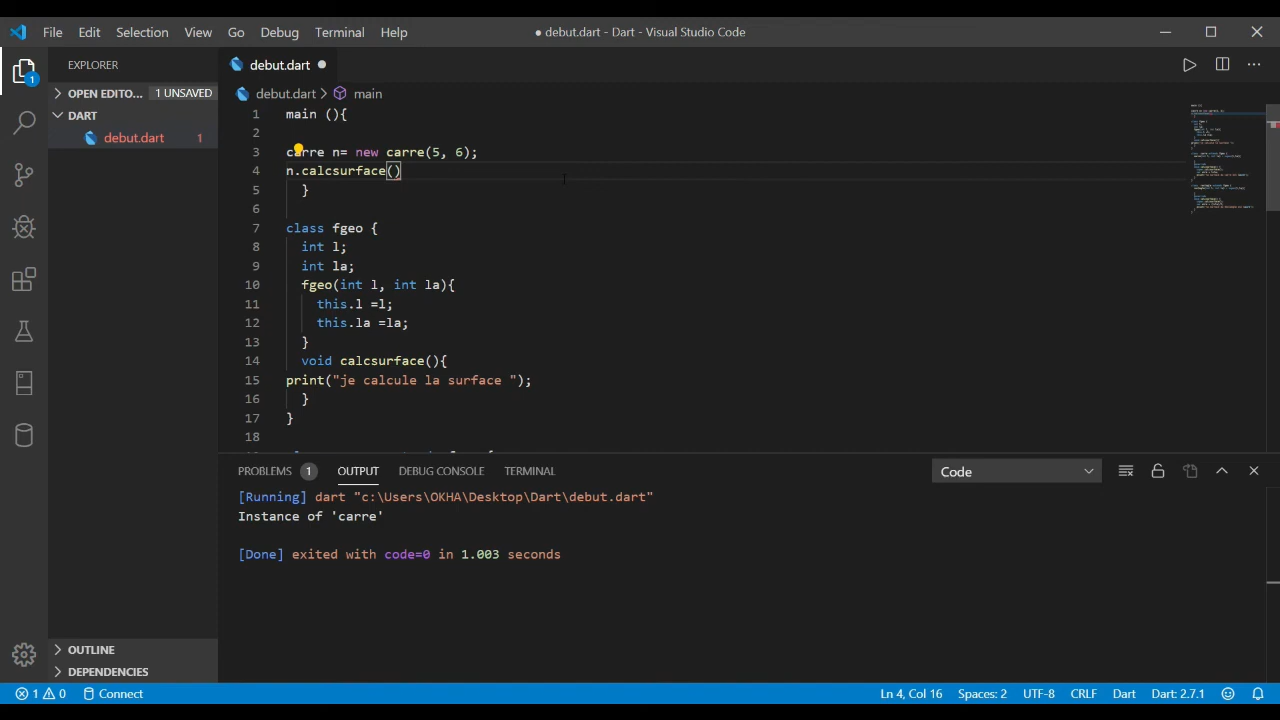 File Edit Selection View Go Debug Terminal Help
● debut.dart - Dart - Visual Studio Code
EXPLORER
debut.dart ●
OPEN EDITO... 1 UNSAVED
debut.dart > main
DART
debut.dart 1
1 main (){
2
3 carre n= new carre(5, 6);
4 n.calcsurface()
5 }
6
7 class fgeo {
8 int l;
9 int la;
10 fgeo(int l, int la){
11 this.l =l;
12 this.la =la;
13 }
14 void calcsurface(){
15 print("je calcule la surface ");
16 }
17 }
18
PROBLEMS 1 OUTPUT DEBUG CONSOLE TERMINAL
Code
[Running] dart "c:\Users\OKHA\Desktop\Dart\debut.dart"
Instance of 'carre'
[Done] exited with code=0 in 1.003 seconds
OUTLINE
DEPENDENCIES
1 0 Connect
Ln 4, Col 16 Spaces: 2 UTF-8 CRLF Dart Dart: 2.7.1